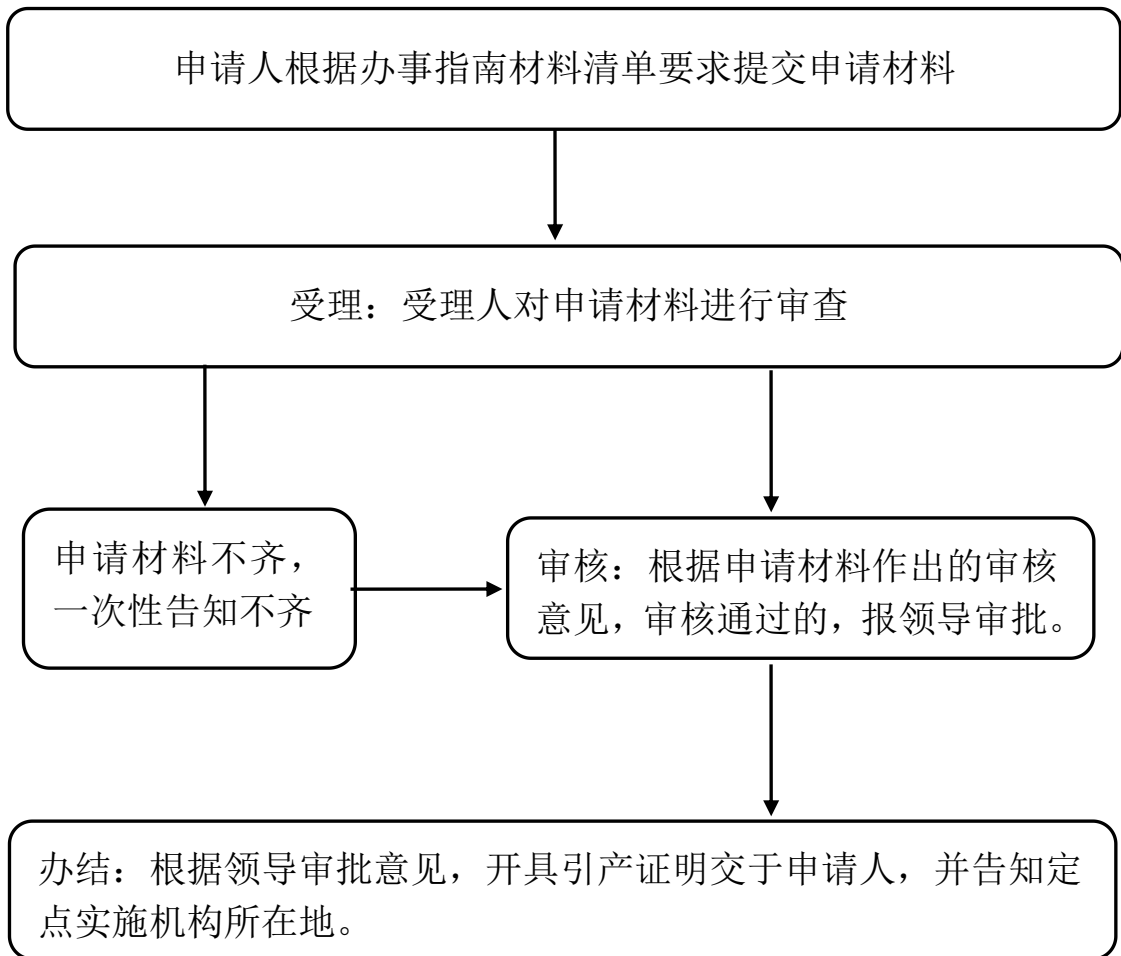 申请人根据办事指南材料清单要求提交申请材料
受理：受理人对申请材料进行审查
申请材料不齐，
一次性告知不齐
审核：根据申请材料作出的审核
意见，审核通过的，报领导审批。
办结：根据领导审批意见，开具引产证明交于申请人，并告知定
点实施机构所在地。